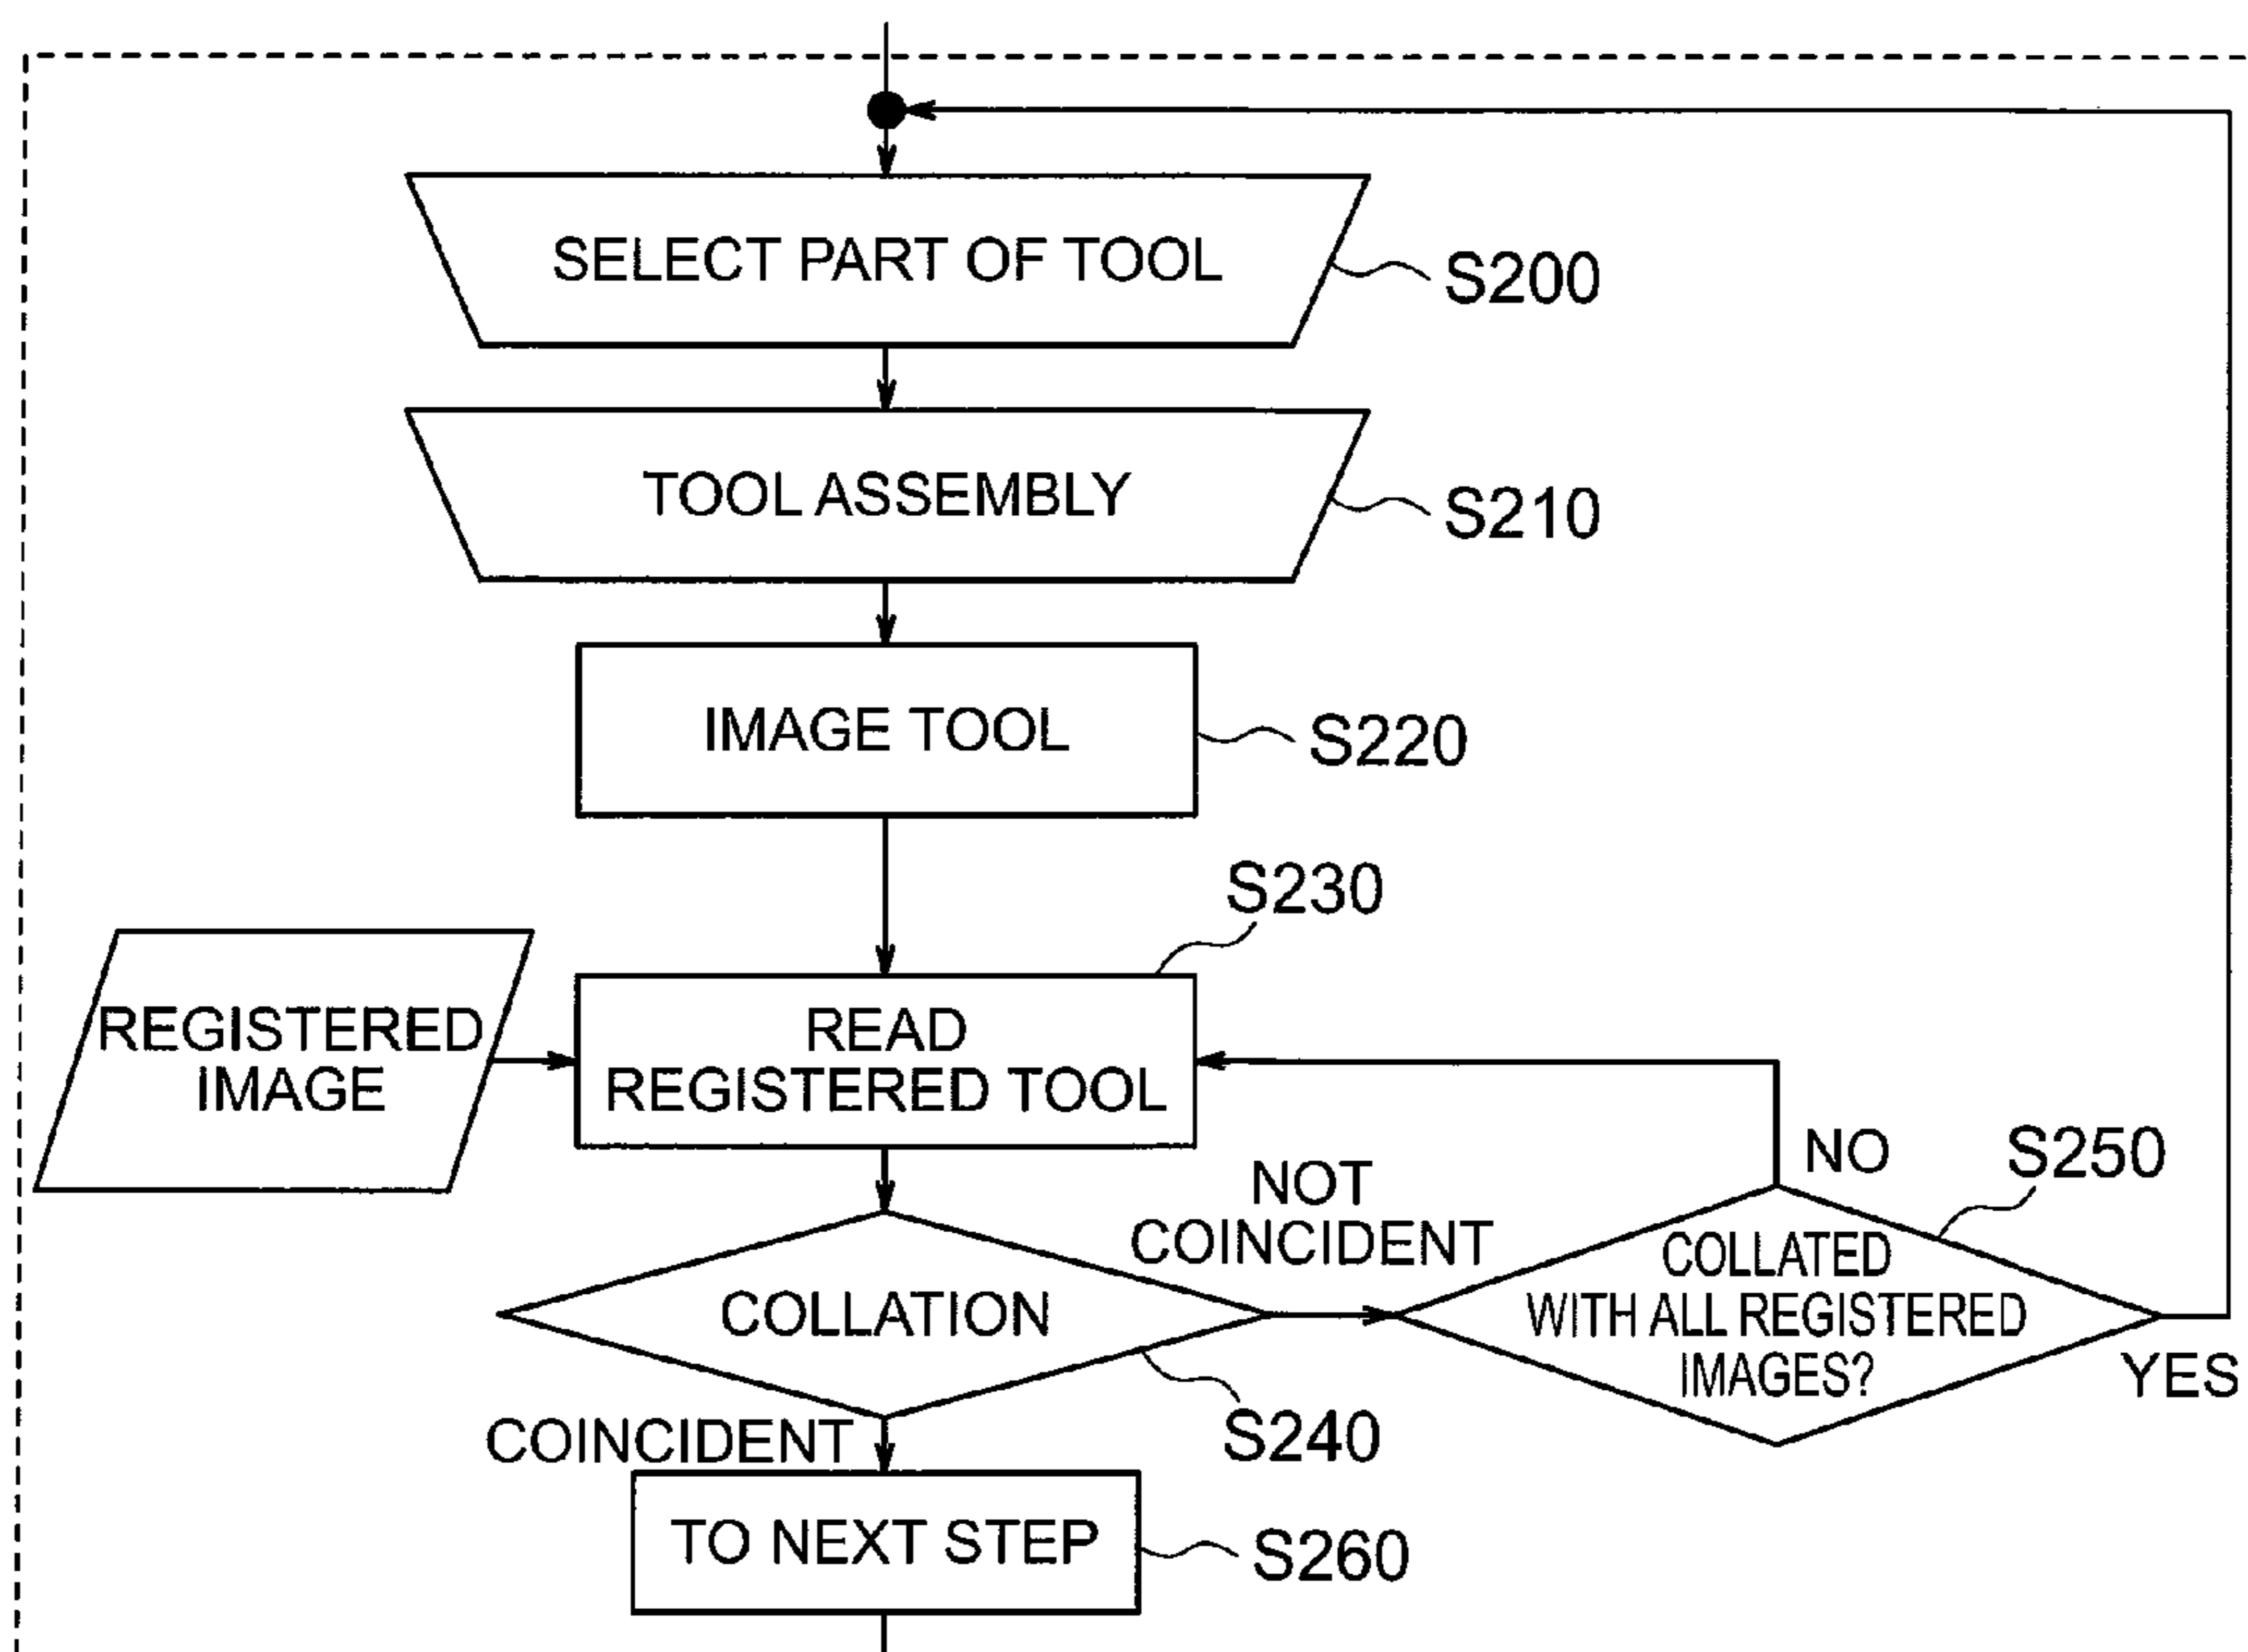 SELECT PART OF TOOL
S200
TOOL ASSEMBLY
S210
IMAGE TOOL
S220
S230
REGISTERED
IMAGE
READ
REGISTERED TOOL
NOT
COINCIDENT
NO
S250
COLLATION
COLLATED
WITH ALL REGISTERED
IMAGES?
YES
COINCIDENT
S240
TO NEXT STEP
S260